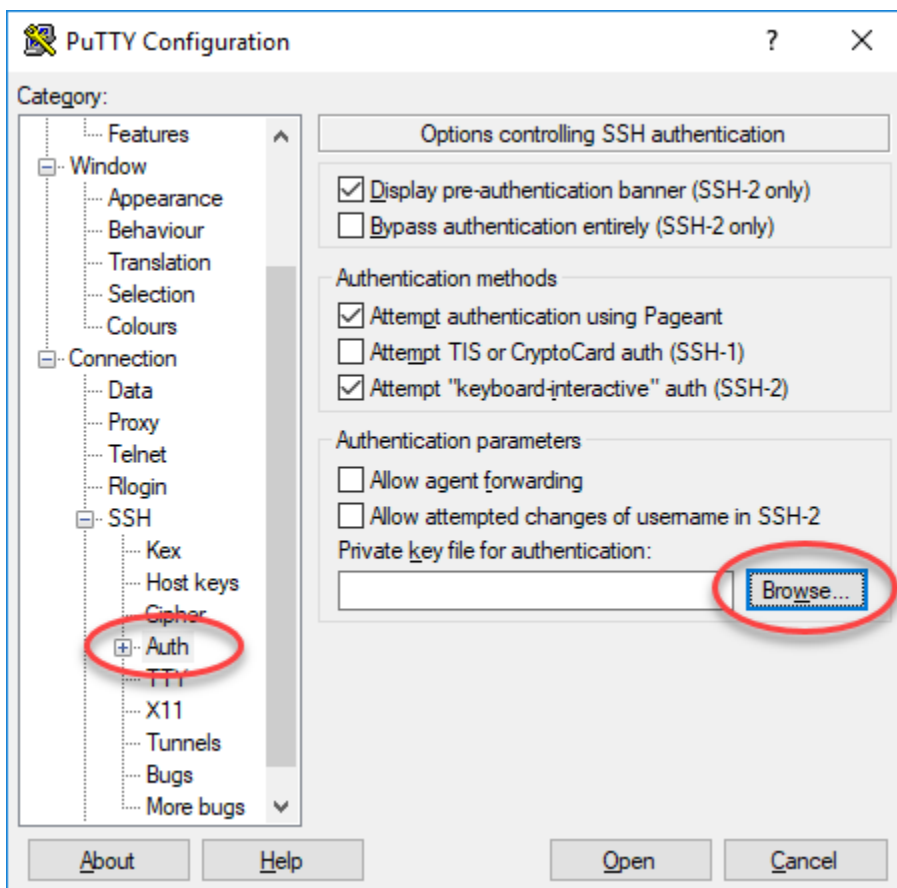 PuTTY Configuration
?
Category:
Features
Window
Appearance
Behaviour
Translation
Selection
Colours
Connection
Data
Proxy
Telnet
Rlogin
SSH
Kex
Host keys
Cipher
Auth
TTY
X11
Tunnels
Bugs
More bugs
Options controlling SSH authentication
Display pre-authentication banner (SSH-2 only)
Bypass authentication entirely (SSH-2 only)
Authentication methods
Attempt authentication using Pageant
Attempt TIS or CryptoCard auth (SSH-1)
Attempt "keyboard-interactive" auth (SSH-2)
Authentication parameters
Allow agent forwarding
Allow attempted changes of username in SSH-2
Private key file for authentication:
Browse...
About
Help
Open
Cancel